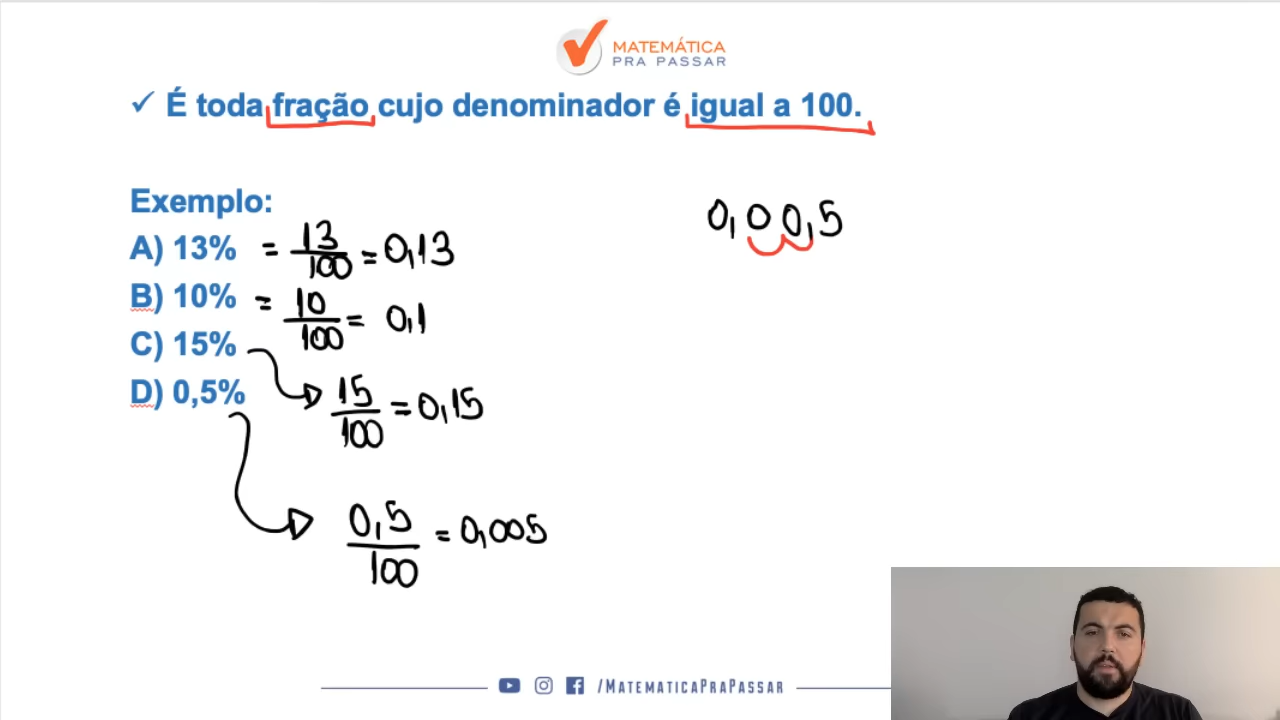 MATEMÁTICA
PRA PASSAR
✓ É toda fração cujo denominador é igual a 100.
Exemplo:
A) 13% = 13/100 = 0,13
B) 10% = 10/100 = 0,1
C) 15%
15/100 = 0,15
D) 0,5%
0,5/100 = 0,005
0,00,5
/MATEMATICAPRAPASSAR